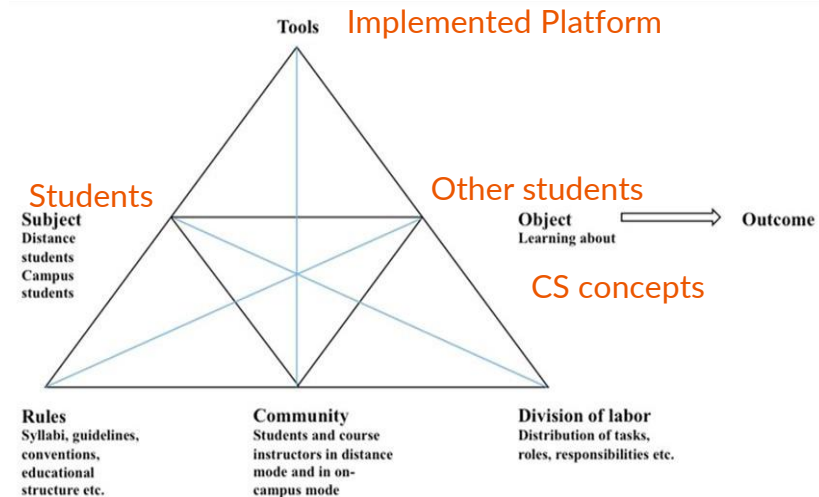 Tools Implemented Platform
Students
Other students
Subject
Distance
students
Campus
students
Object
Learning about
Outcome
CS concepts
Rules
Syllabi, guidelines,
conventions,
educational
structure etc.
Community
Students and course
instructors in distance
mode and in on-
campus mode
Division of labor
Distribution of tasks,
roles, responsibilities etc.